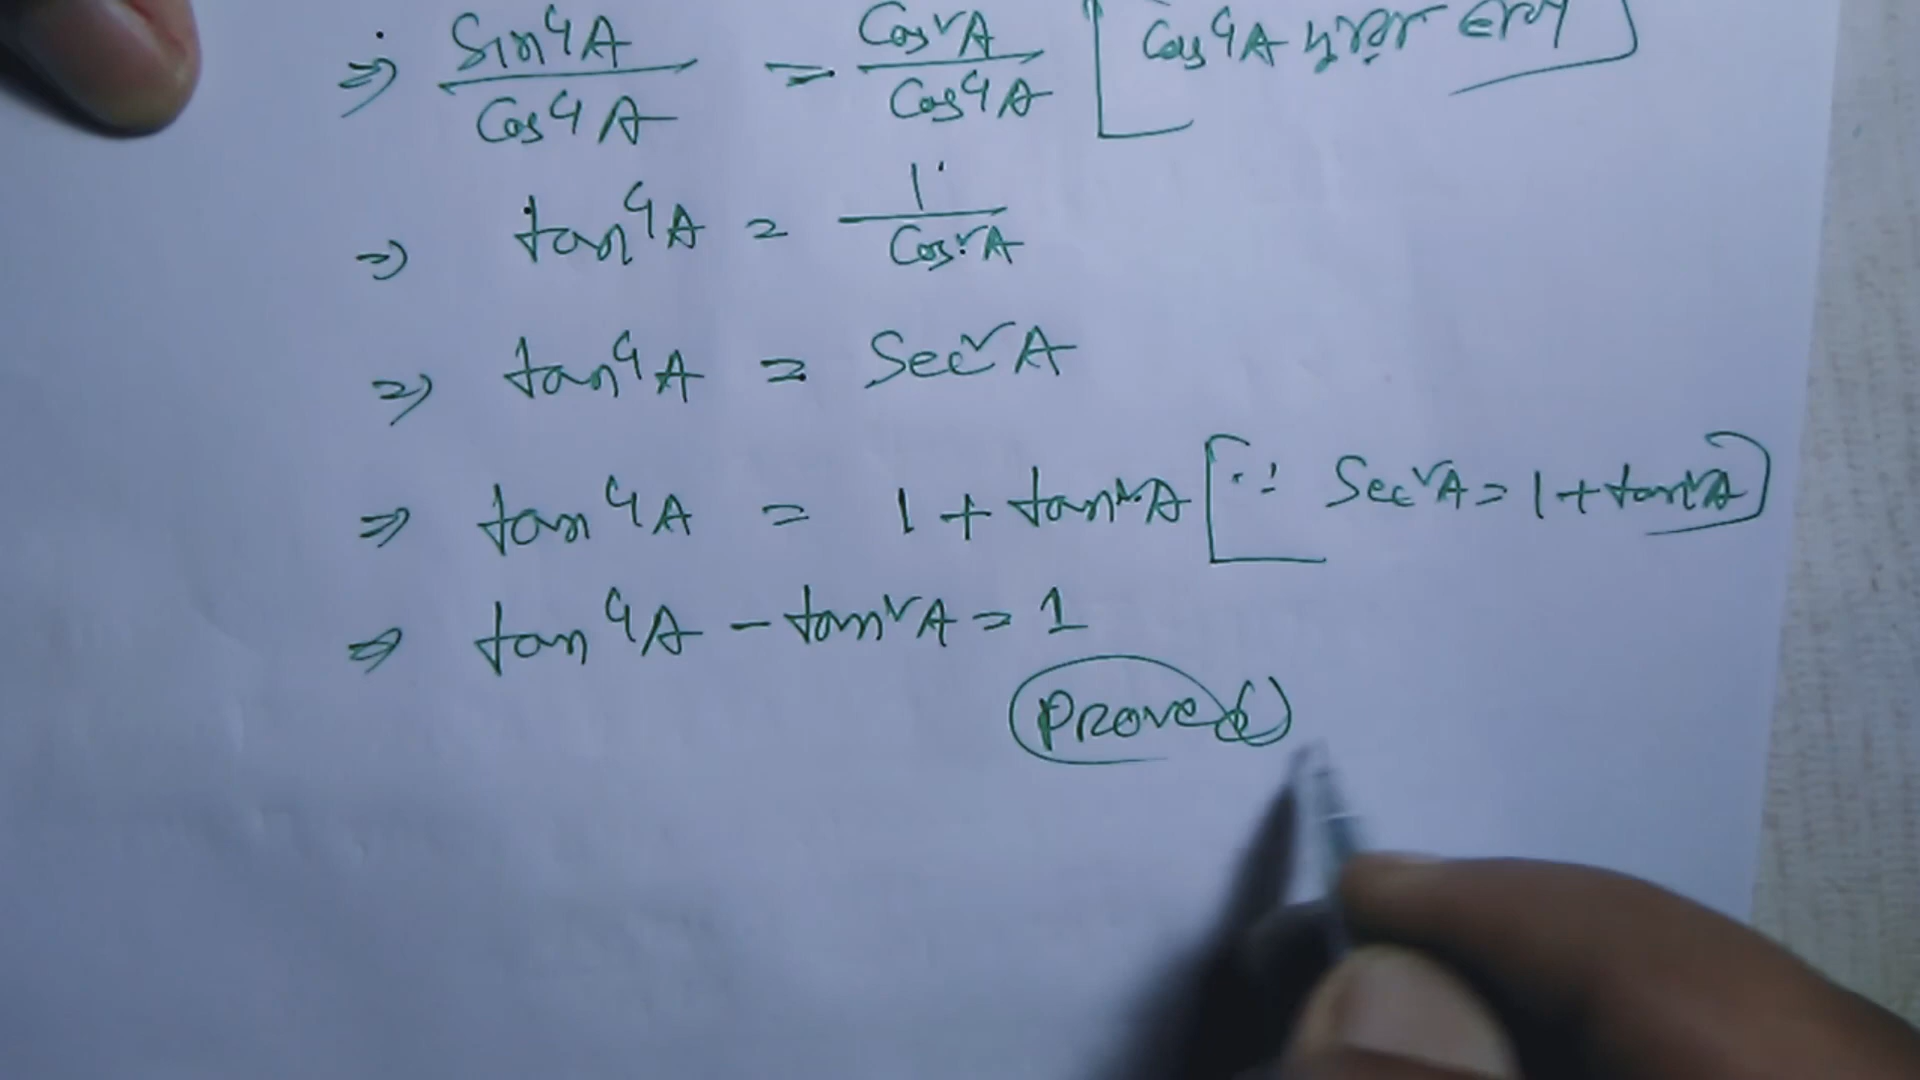 ⇒ Sin⁴A / Cos⁴A = Cos²A / Cos⁴A [Cos⁴A দ্বারা ভাগ]
⇒ tan⁴A = 1 / Cos²A
⇒ tan⁴A = Sec²A
⇒ tan⁴A = 1 + tan²A [∵ Sec²A = 1 + tan²A]
⇒ tan⁴A - tan²A = 1
Proved